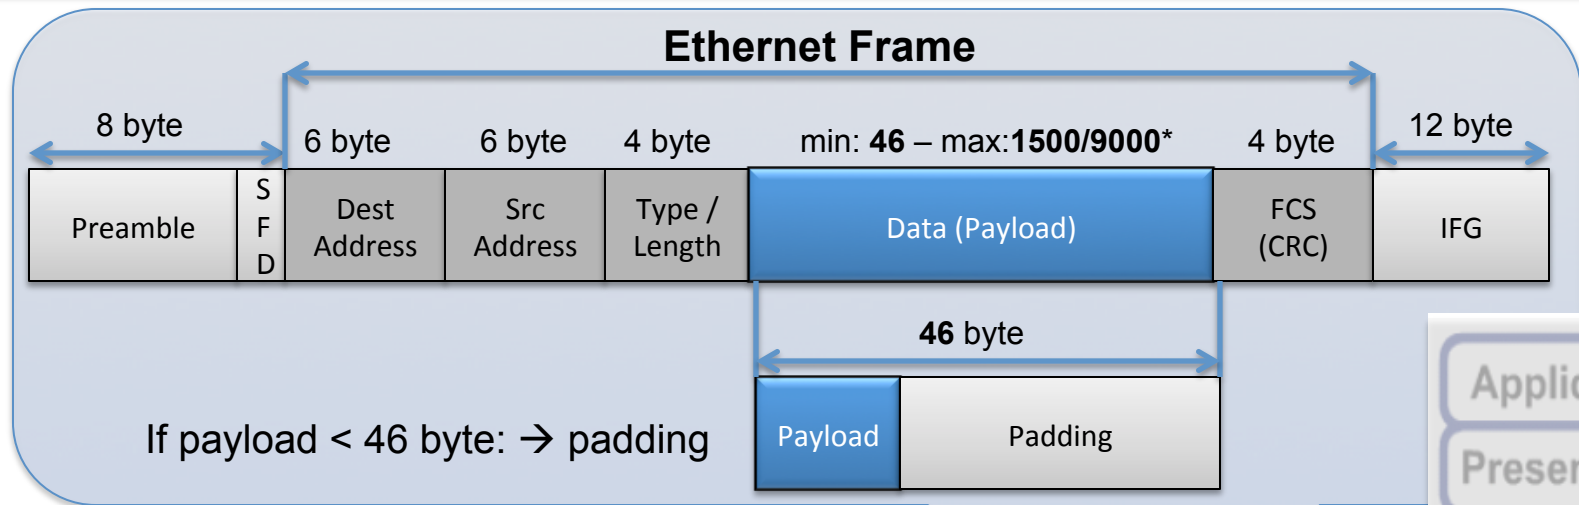 Ethernet Frame
8 byte
6 byte
6 byte
4 byte
min: 46 – max:1500/9000*
4 byte
12 byte
Preamble
S
F
D
Dest
Address
Src
Address
Type /
Length
Data (Payload)
FCS
(CRC)
IFG
46 byte
If payload < 46 byte: → padding
Payload
Padding
Applic
Presen